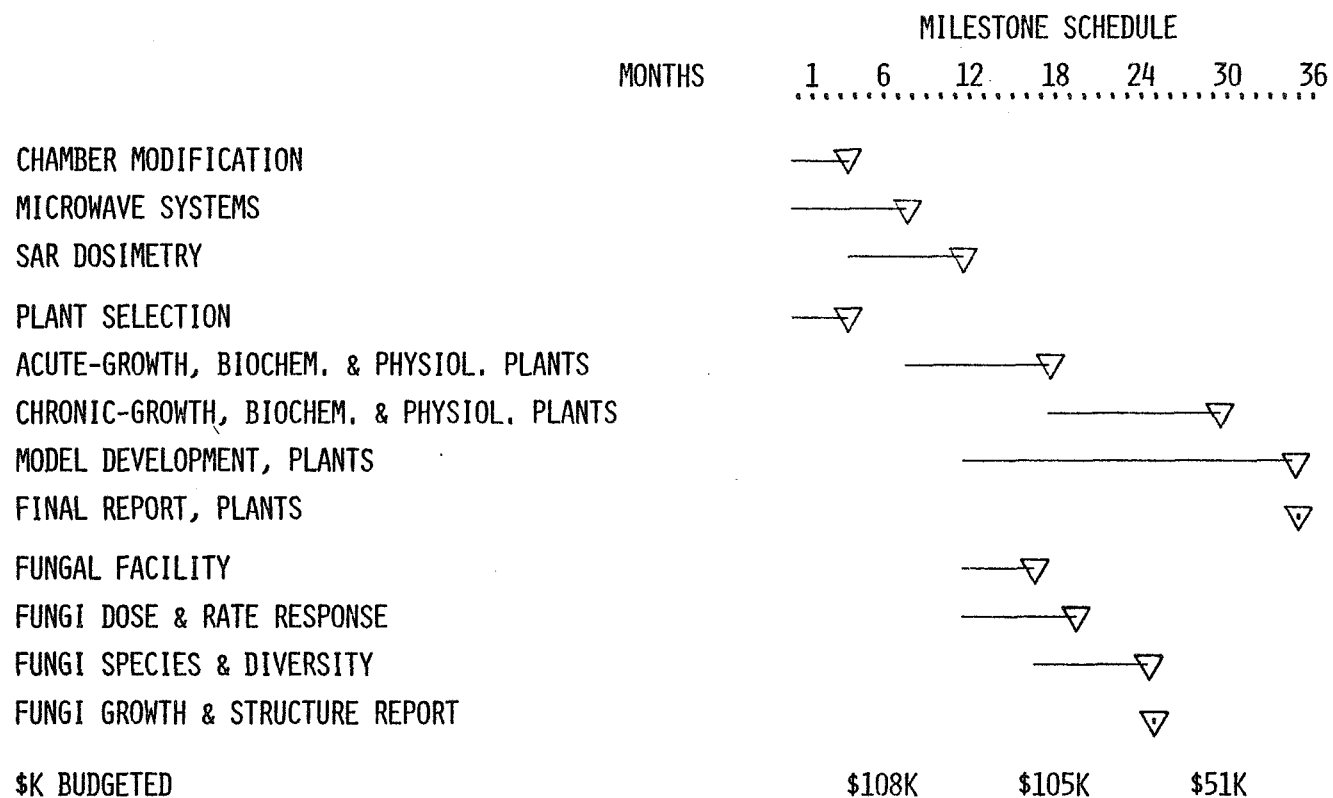 MILESTONE SCHEDULE
MONTHS 1 6 12 18 24 30 36
CHAMBER MODIFICATION
MICROWAVE SYSTEMS
SAR DOSIMETRY
PLANT SELECTION
ACUTE-GROWTH, BIOCHEM. & PHYSIOL. PLANTS
CHRONIC-GROWTH, BIOCHEM. & PHYSIOL. PLANTS
MODEL DEVELOPMENT, PLANTS
FINAL REPORT, PLANTS
FUNGAL FACILITY
FUNGI DOSE & RATE RESPONSE
FUNGI SPECIES & DIVERSITY
FUNGI GROWTH & STRUCTURE REPORT
$K BUDGETED $108K $105K $51K